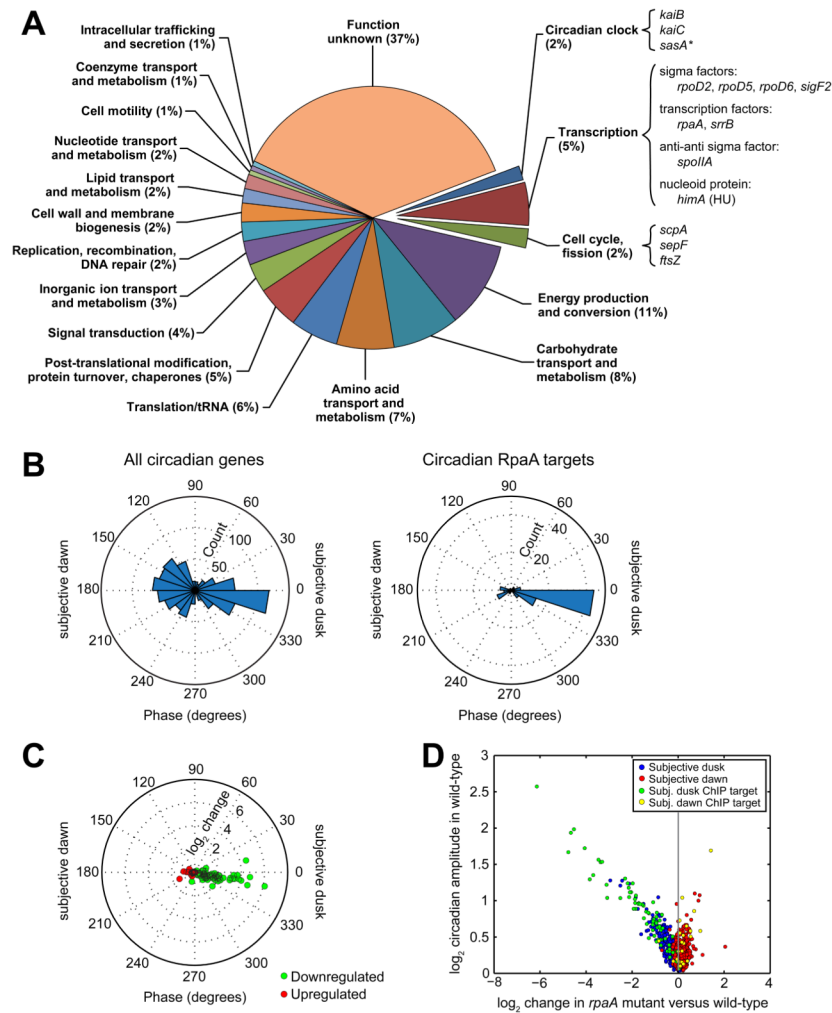 A
Function
unknown (37%)
Intracellular trafficking
and secretion (1%)
Coenzyme transport
and metabolism (1%)
Cell motility (1%)
Nucleotide transport
and metabolism (2%)
Lipid transport
and metabolism (2%)
Cell wall and membrane
biogenesis (2%)
Replication, recombination,
DNA repair (2%)
Inorganic ion transport
and metabolism (3%)
Signal transduction (4%)
Post-translational modification,
protein turnover, chaperones (5%)
Translation/tRNA (6%)
Amino acid
transport and
metabolism (7%)
Carbohydrate
transport and
metabolism (8%)
Energy production
and conversion (11%)
Cell cycle,
fission (2%)
scpA
sepF
ftsZ
Transcription
(5%)
sigma factors:
rpoD2, rpoD5, rpoD6, sigF2
transcription factors:
rpaA, srrB
anti-anti sigma factor:
spoIIA
nucleoid protein:
himA (HU)
Circadian clock
(2%)
kaiB
kaiC
sasA*
B
All circadian genes
90
120
60
150
30
180
0
210
330
240
300
270
Count
100
50
subjective dawn
subjective dusk
Phase (degrees)
Circadian RpaA targets
90
120
60
150
30
180
0
210
330
240
300
270
Count
40
20
subjective dawn
subjective dusk
Phase (degrees)
C
90
120
60
150
30
180
0
210
330
240
300
270
log2 change
6
4
2
subjective dawn
subjective dusk
Phase (degrees)
Downregulated
Upregulated
D
3
2.5
2
1.5
1
0.5
0
−8
−6
−4
−2
0
2
4
log2 circadian amplitude in wild-type
log2 change in rpaA mutant versus wild-type
Subjective dusk
Subjective dawn
Subj. dusk ChIP target
Subj. dawn ChIP target